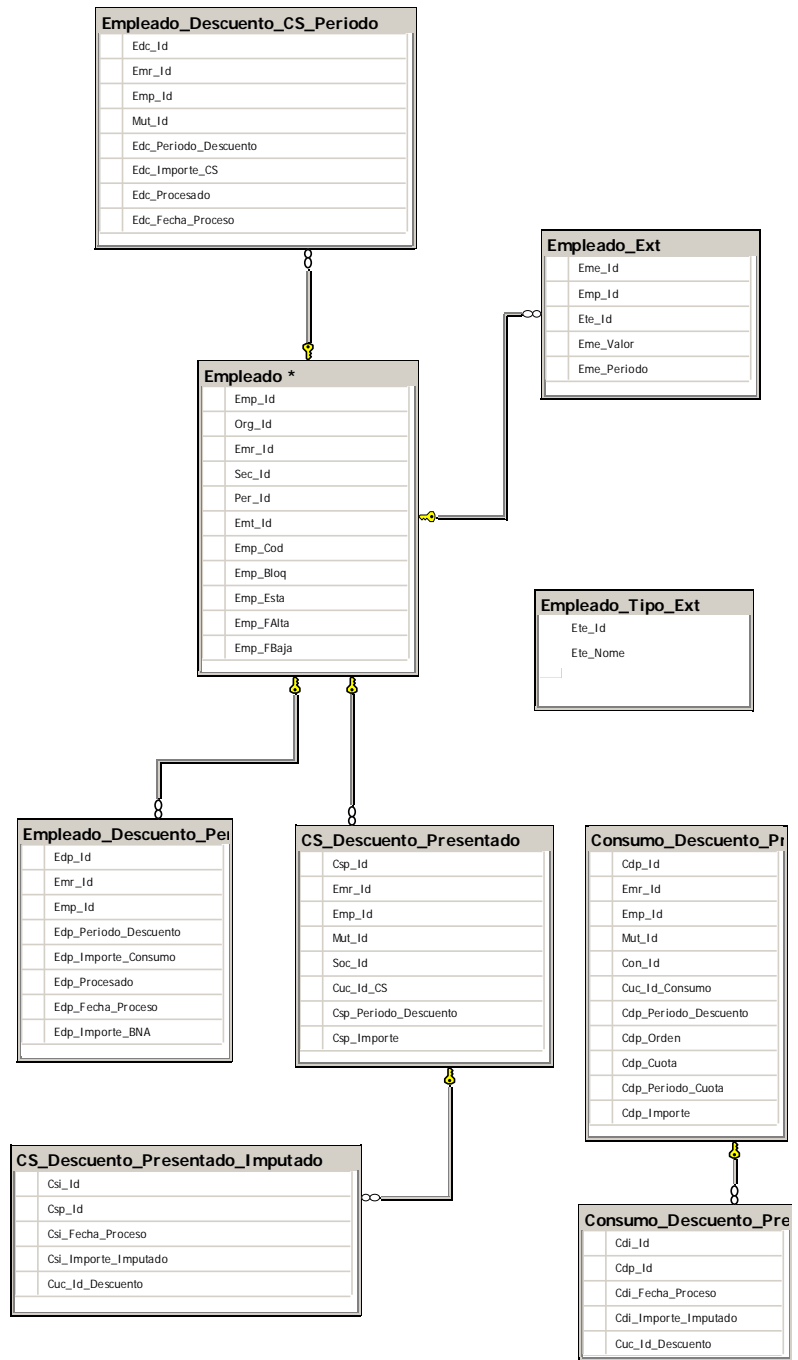 Empleado_Descuento_CS_Periodo
Edc_Id
Emr_Id
Emp_Id
Mut_Id
Edc_Periodo_Descuento
Edc_Importe_CS
Edc_Procesado
Edc_Fecha_Proceso
Empleado_Ext
Eme_Id
Emp_Id
Ete_Id
Eme_Valor
Eme_Periodo
Empleado *
Emp_Id
Org_Id
Emr_Id
Sec_Id
Per_Id
Emt_Id
Emp_Cod
Emp_Bloq
Emp_Esta
Emp_FAlta
Emp_FBaja
Empleado_Tipo_Ext
Ete_Id
Ete_Nome
Empleado_Descuento_Per
Edp_Id
Emr_Id
Emp_Id
Edp_Periodo_Descuento
Edp_Importe_Consumo
Edp_Procesado
Edp_Fecha_Proceso
Edp_Importe_BNA
CS_Descuento_Presentado
Csp_Id
Emr_Id
Emp_Id
Mut_Id
Soc_Id
Cuc_Id_CS
Csp_Periodo_Descuento
Csp_Importe
Consumo_Descuento_Pr
Cdp_Id
Emr_Id
Emp_Id
Mut_Id
Con_Id
Cuc_Id_Consumo
Cdp_Periodo_Descuento
Cdp_Orden
Cdp_Cuota
Cdp_Periodo_Cuota
Cdp_Importe
CS_Descuento_Presentado_Imputado
Csi_Id
Csp_Id
Csi_Fecha_Proceso
Csi_Importe_Imputado
Cuc_Id_Descuento
Consumo_Descuento_Pre
Cdi_Id
Cdp_Id
Cdi_Fecha_Proceso
Cdi_Importe_Imputado
Cuc_Id_Descuento